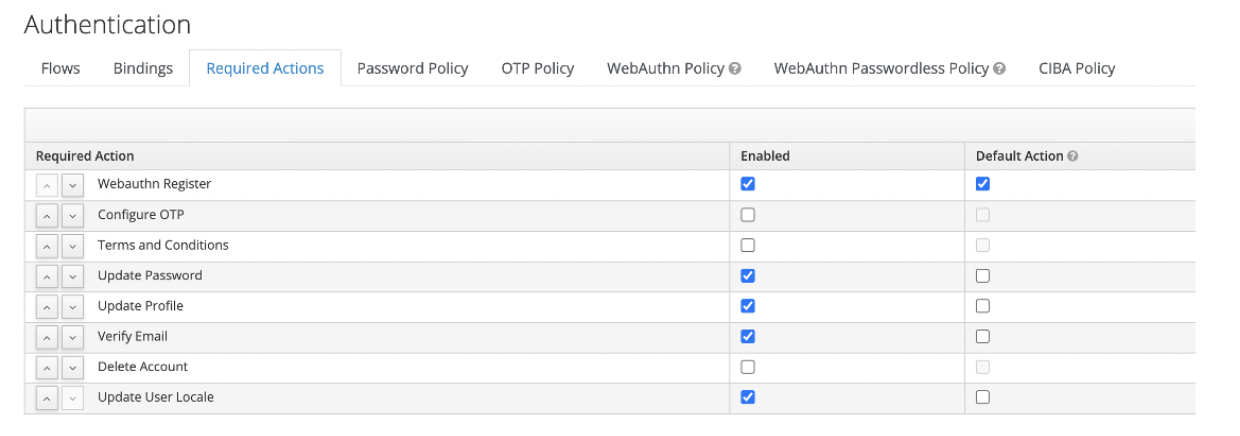 Authentication
Flows Bindings Required Actions Password Policy OTP Policy WebAuthn Policy WebAuthn Passwordless Policy CIBA Policy
Required Action Enabled Default Action
Webauthn Register
Configure OTP
Terms and Conditions
Update Password
Update Profile
Verify Email
Delete Account
Update User Locale